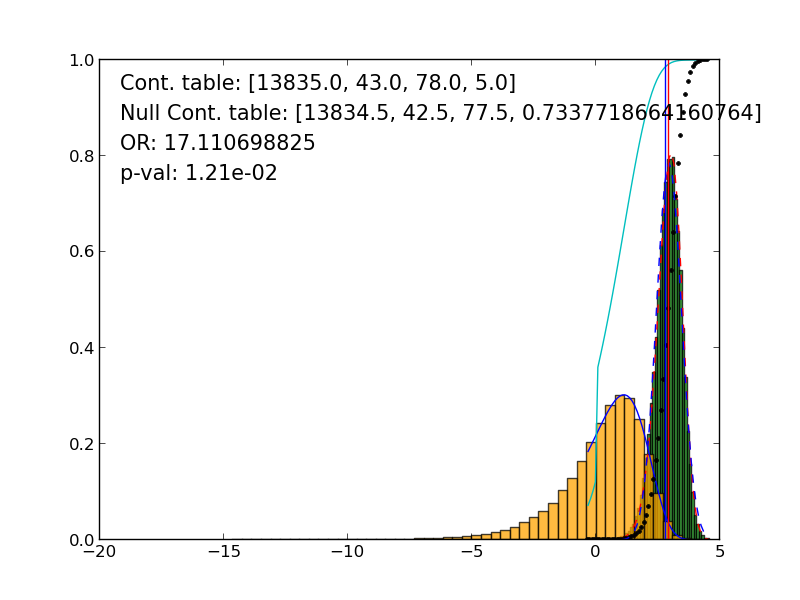 1.0
Cont. table: [13835.0, 43.0, 78.0, 5.0]
Null Cont. table: [13834.5, 42.5, 77.5, 0.7337718664160764]
OR: 17.110698825
p-val: 1.21e-02
0.8
0.6
0.4
0.2
0.0
−20 −15 −10 −5 0 5